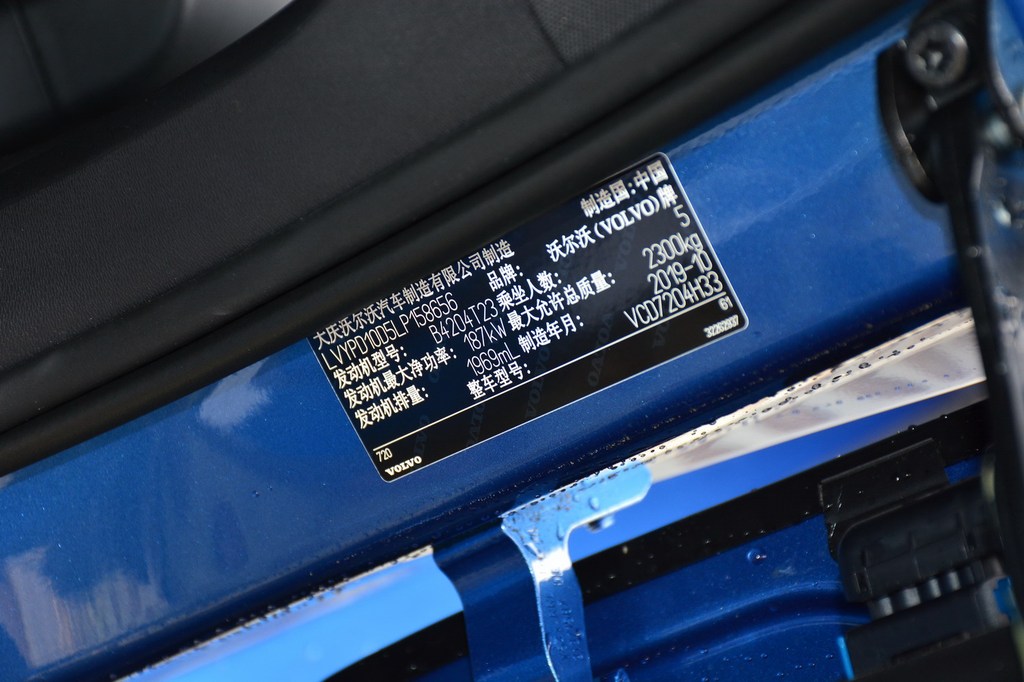 大庆沃尔沃汽车制造有限公司制造 制造国:中国
LVYPD10D5LP158656 品牌: 沃尔沃(VOLVO)牌
发动机型号: B4204T23 乘坐人数: 5
发动机最大净功率: 187kW 最大允许总质量: 2300kg
发动机排量: 1969mL 制造年月: 2019-10
整车型号: VCD7204H33
720 61
VOLVO 32262937